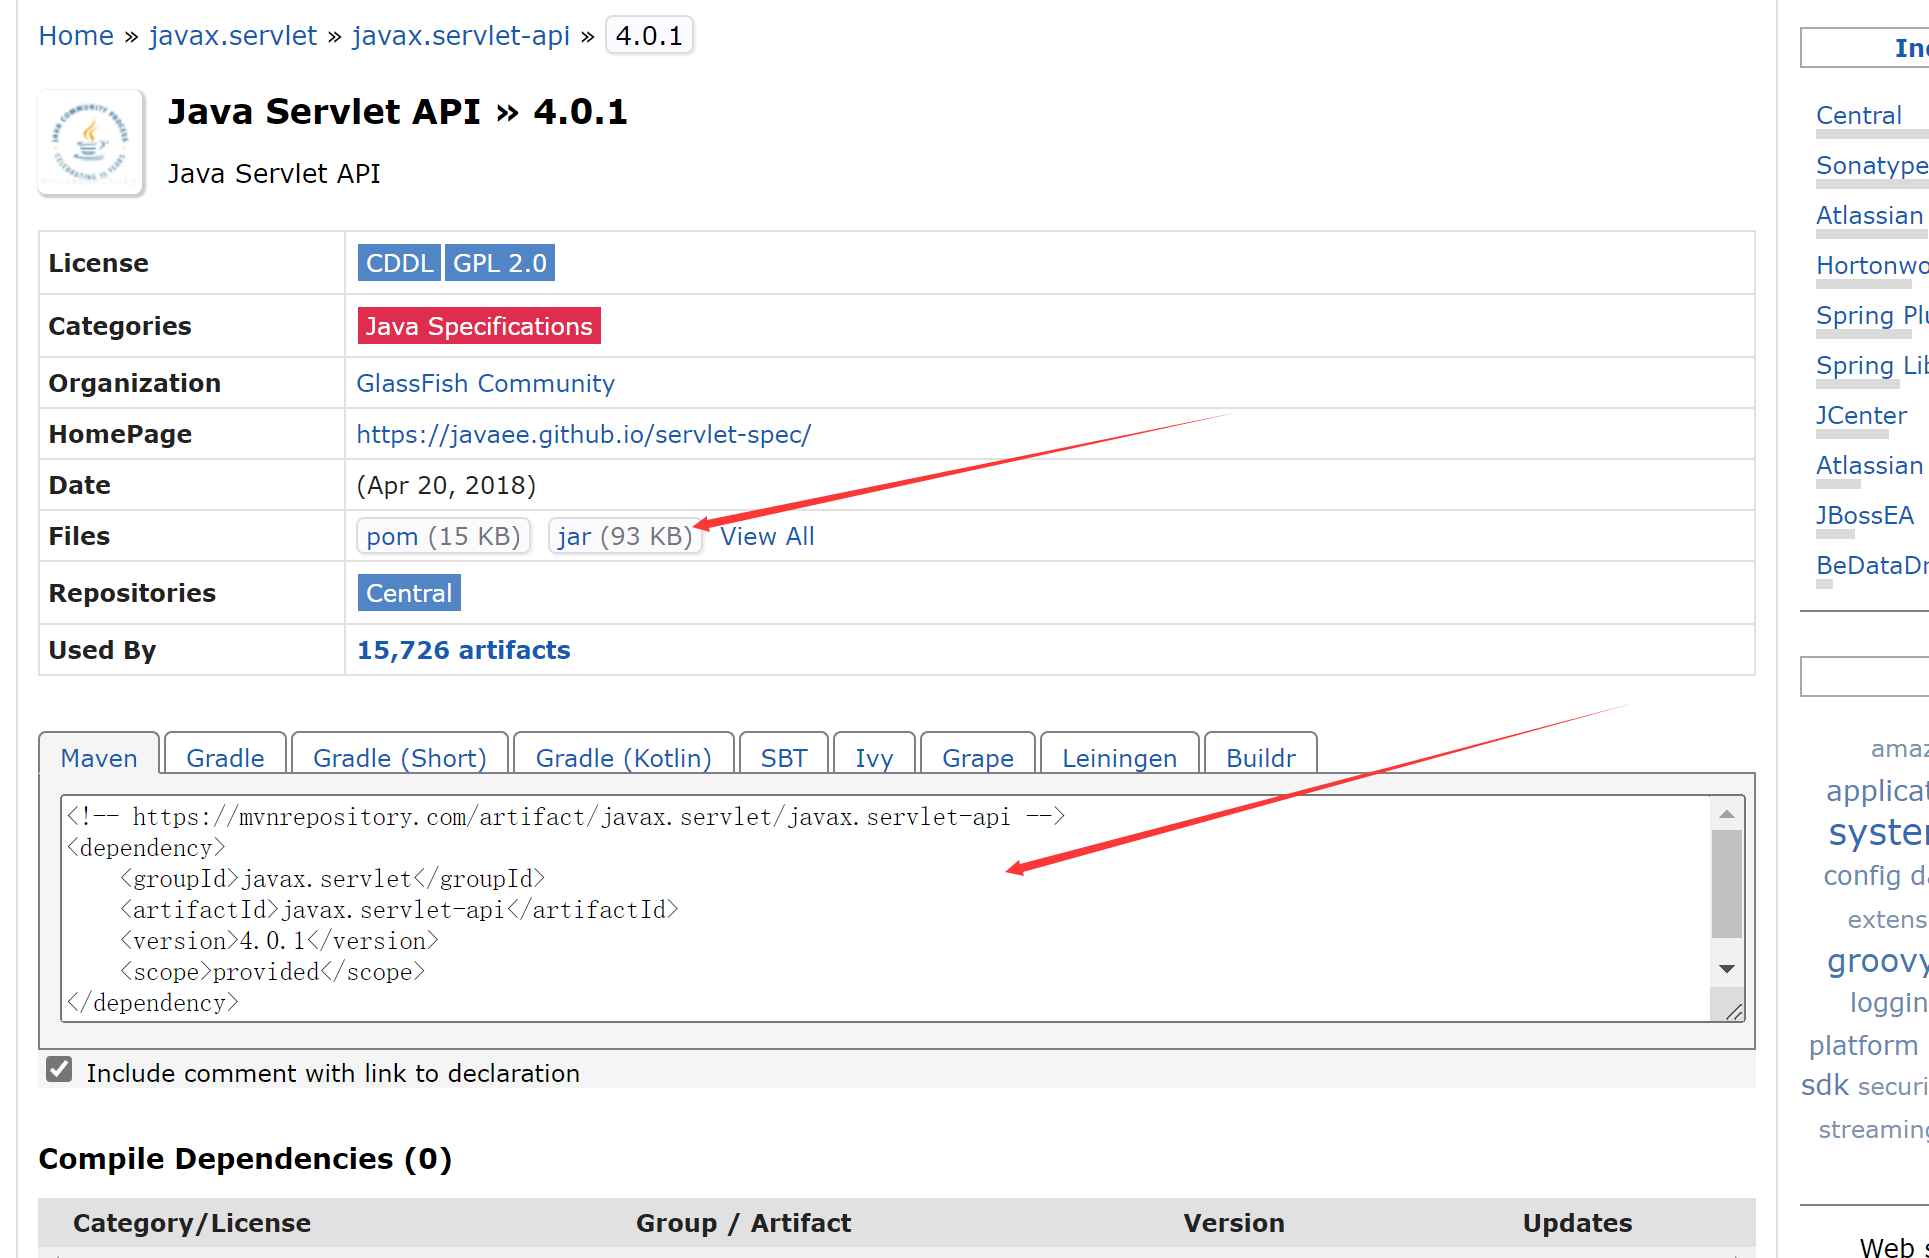 Home » javax.servlet » javax.servlet-api » 4.0.1
JAVA COMMUNITY PROCESS
CELEBRATING 15 YEARS
Java Servlet API » 4.0.1
Java Servlet API
License CDDL GPL 2.0
Categories Java Specifications
Organization GlassFish Community
HomePage https://javaee.github.io/servlet-spec/
Date (Apr 20, 2018)
Files pom (15 KB) jar (93 KB) View All
Repositories Central
Used By 15,726 artifacts
Maven Gradle Gradle (Short) Gradle (Kotlin) SBT Ivy Grape Leiningen Buildr
<!-- https://mvnrepository.com/artifact/javax.servlet/javax.servlet-api -->
<dependency>
    <groupId>javax.servlet</groupId>
    <artifactId>javax.servlet-api</artifactId>
    <version>4.0.1</version>
    <scope>provided</scope>
</dependency>
Include comment with link to declaration
Compile Dependencies (0)
Category/License Group / Artifact Version Updates
Central
Sonatype
Atlassian
Hortonwo
Spring Plu
Spring Lib
JCenter
Atlassian
JBossEA
BeDataDr
amaz
applicat
system
config da
extens
groovy
loggin
platform
sdk securi
streaming
Web s